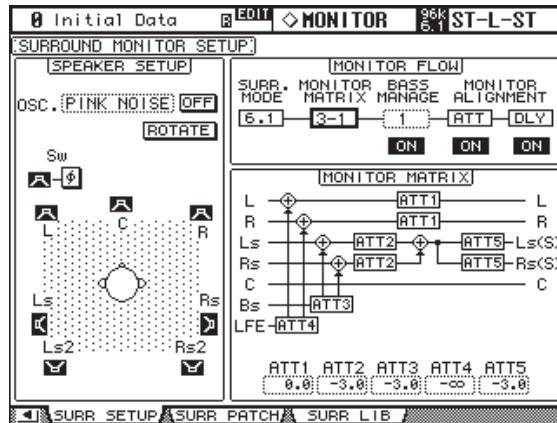 0 Initial Data R EDIT ◇MONITOR 96k 6.1 ST-L-ST
SURROUND MONITOR SETUP
SPEAKER SETUP
OSC. PINK NOISE OFF
ROTATE
Sw
ϕ
L C R
Ls Rs
Ls2 Rs2
MONITOR FLOW
SURR. MODE MONITOR MATRIX BASS MANAGE MONITOR ALIGNMENT
6.1 3-1 1 ATT DLY
ON ON ON
MONITOR MATRIX
L ATT1 L
R ATT1 R
Ls ATT2 ATT5 Ls(S)
Rs ATT2 ATT5 Rs(S)
C C
Bs ATT3
LFE ATT4
ATT1 ATT2 ATT3 ATT4 ATT5
0.0 -3.0 -3.0 -∞ -3.0
SURR SETUP SURR PATCH SURR LIB